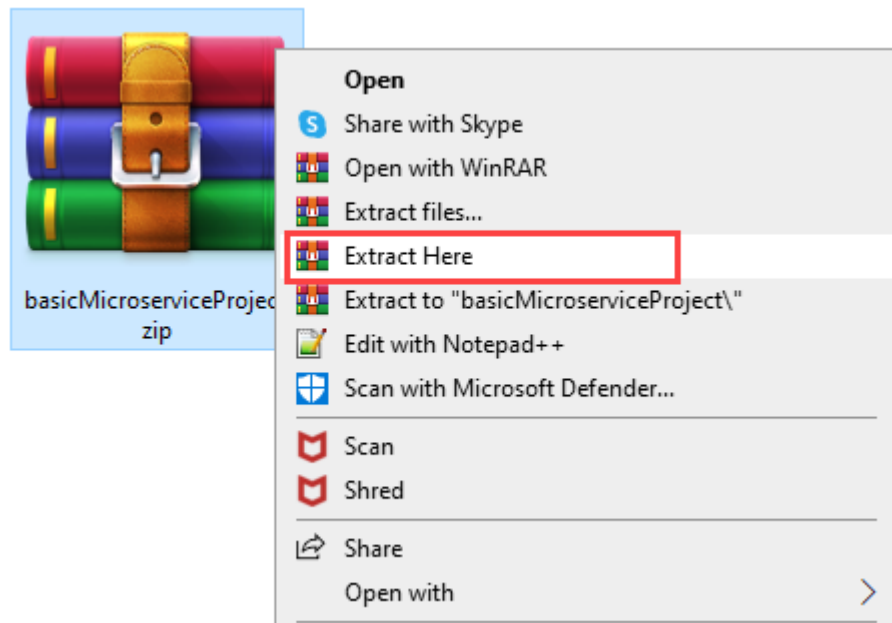 Open
Share with Skype
Open with WinRAR
Extract files...
Extract Here
basicMicroserviceProjec
zip
Extract to "basicMicroserviceProject\"
Edit with Notepad++
Scan with Microsoft Defender...
Scan
Shred
Share
Open with